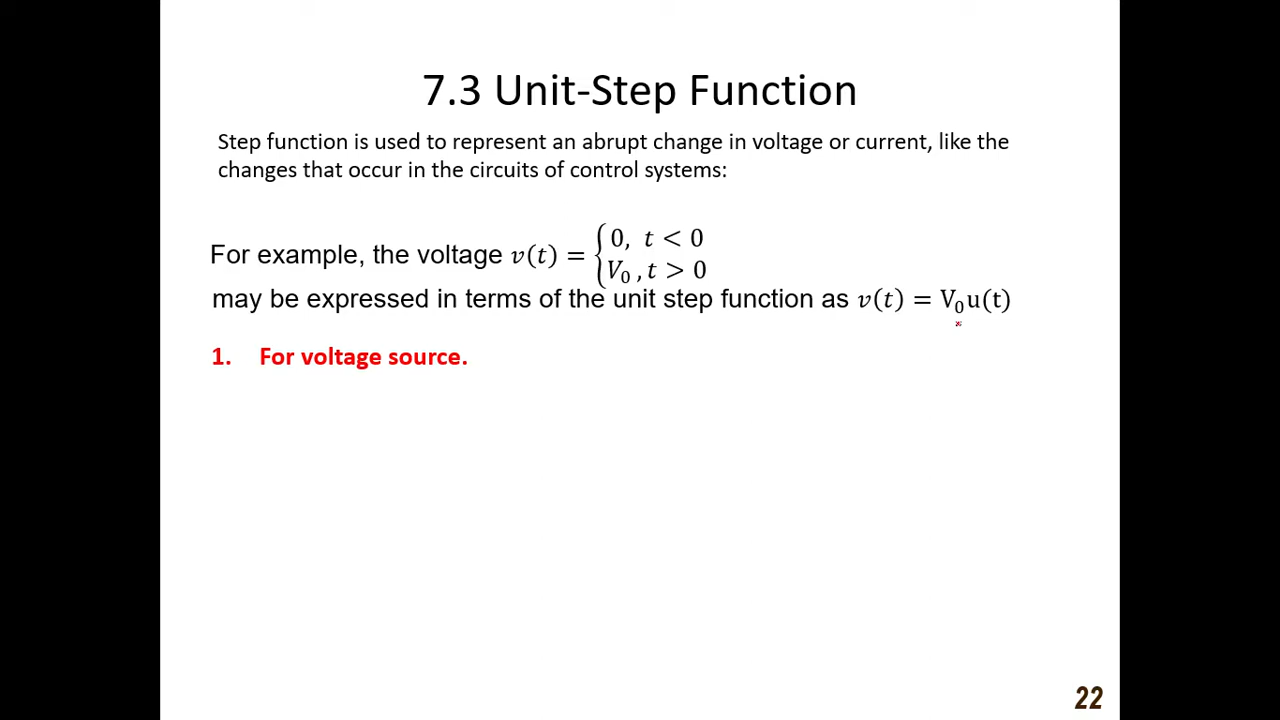 7.3 Unit-Step Function
Step function is used to represent an abrupt change in voltage or current, like the
changes that occur in the circuits of control systems:
For example, the voltage 𝑣(𝑡) = {0, 𝑡 < 0
𝑉₀ , 𝑡 > 0
may be expressed in terms of the unit step function as 𝑣(𝑡) = V₀u(t)
1. For voltage source.
22